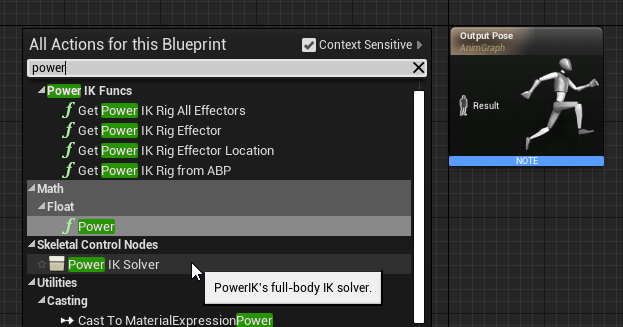 All Actions for this Blueprint
Context Sensitive
power
Power IK Funcs
Get Power IK Rig All Effectors
Get Power IK Rig Effector
Get Power IK Rig Effector Location
Get Power IK Rig from ABP
Math
Float
Power
Skeletal Control Nodes
Power IK Solver
PowerIK's full-body IK solver.
Utilities
Casting
Cast To MaterialExpressionPower
Output Pose
AnimGraph
Result
NOTE